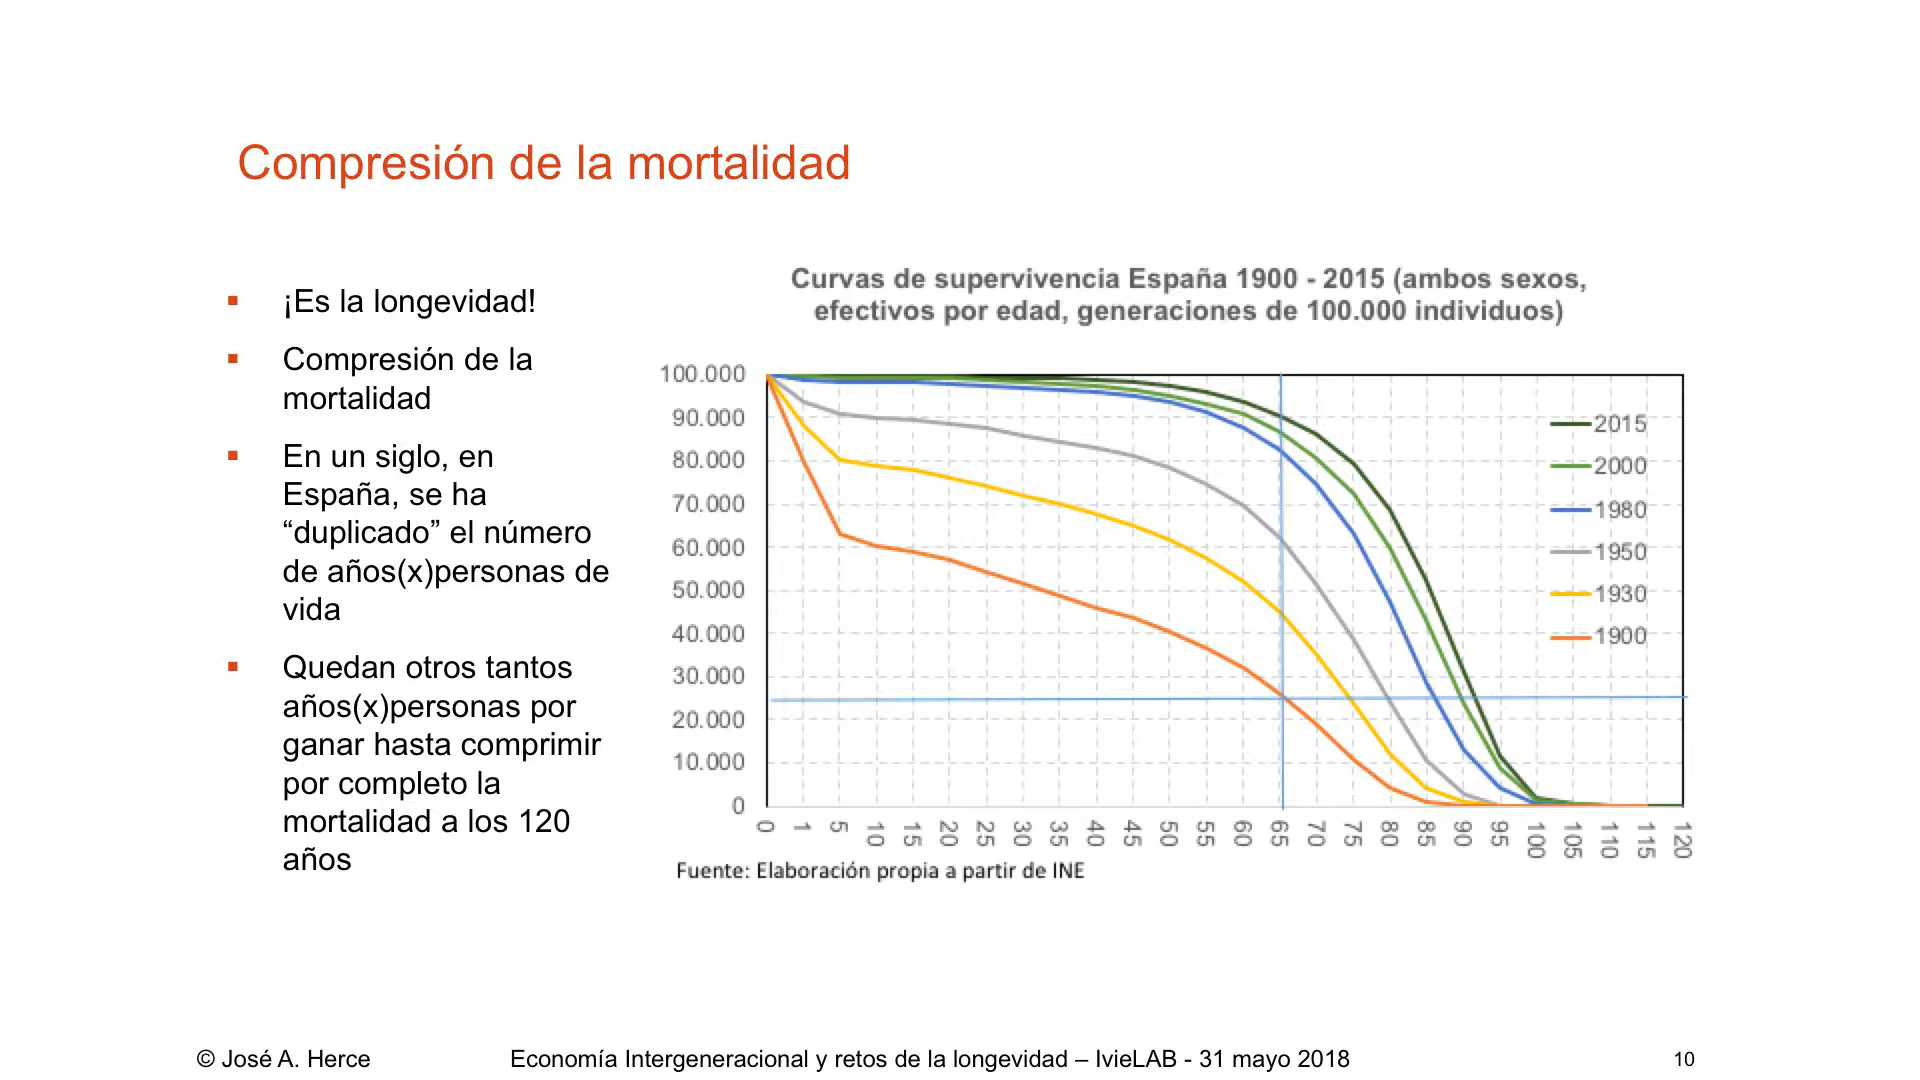 Compresión de la mortalidad
▪ ¡Es la longevidad!
▪ Compresión de la
mortalidad
▪ En un siglo, en
España, se ha
“duplicado” el número
de años(x)personas de
vida
▪ Quedan otros tantos
años(x)personas por
ganar hasta comprimir
por completo la
mortalidad a los 120
años
Curvas de supervivencia España 1900 - 2015 (ambos sexos,
efectivos por edad, generaciones de 100.000 individuos)
100.000
90.000
80.000
70.000
60.000
50.000
40.000
30.000
20.000
10.000
0
2015
2000
1980
1950
1930
1900
0 1 5 10 15 20 25 30 35 40 45 50 55 60 65 70 75 80 85 90 95 100 105 110 115 120
Fuente: Elaboración propia a partir de INE
© José A. Herce
Economía Intergeneracional y retos de la longevidad – IvieLAB - 31 mayo 2018
10